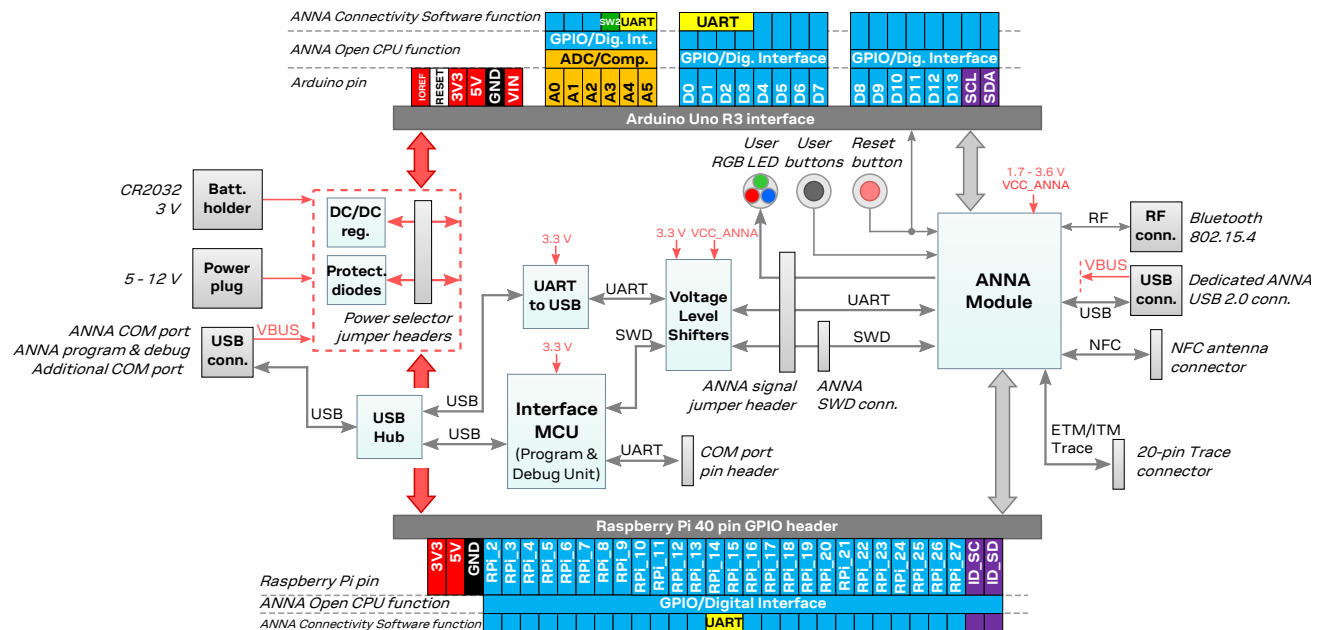 ANNA Connectivity Software function
SW2 UART
UART
GPIO/Dig. Int.
ANNA Open CPU function
ADC/Comp.
GPIO/Dig. Interface
GPIO/Dig. Interface
Arduino pin
IOREF RESET 3V3 5V GND VIN
A0 A1 A2 A3 A4 A5
D0 D1 D2 D3 D4 D5 D6 D7
D8 D9 D10 D11 D12 D13 SCL SDA
Arduino Uno R3 interface
User
RGB LED
User
buttons
Reset
button
1.7 - 3.6 V
VCC_ANNA
CR2032
3 V
Batt.
holder
DC/DC
reg.
RF
RF
conn.
Bluetooth
802.15.4
5 - 12 V
Power
plug
Protect.
diodes
Power selector
jumper headers
3.3 V
UART
to USB
UART
SWD
3.3 V VCC_ANNA
Voltage
Level
Shifters
UART
SWD
ANNA
Module
VBUS
USB
USB
conn.
Dedicated ANNA
USB 2.0 conn.
ANNA COM port
ANNA program & debug
Additional COM port
USB
conn.
VBUS
3.3 V
NFC
NFC antenna
connector
ANNA signal
jumper header
ANNA
SWD conn.
USB
USB
Hub
USB
USB
Interface
MCU
(Program &
Debug Unit)
UART
COM port
pin header
ETM/ITM
Trace
20-pin Trace
connector
Raspberry Pi 40 pin GPIO header
3V3 5V GND RPi_2 RPi_3 RPi_4 RPi_5 RPi_6 RPi_7 RPi_8 RPi_9 RPi_10 RPi_11 RPi_12 RPi_13 RPi_14 RPi_15 RPi_16 RPi_17 RPi_18 RPi_19 RPi_20 RPi_21 RPi_22 RPi_23 RPi_24 RPi_25 RPi_26 RPi_27 ID_SC ID_SD
Raspberry Pi pin
ANNA Open CPU function
GPIO/Digital Interface
ANNA Connectivity Software function
UART